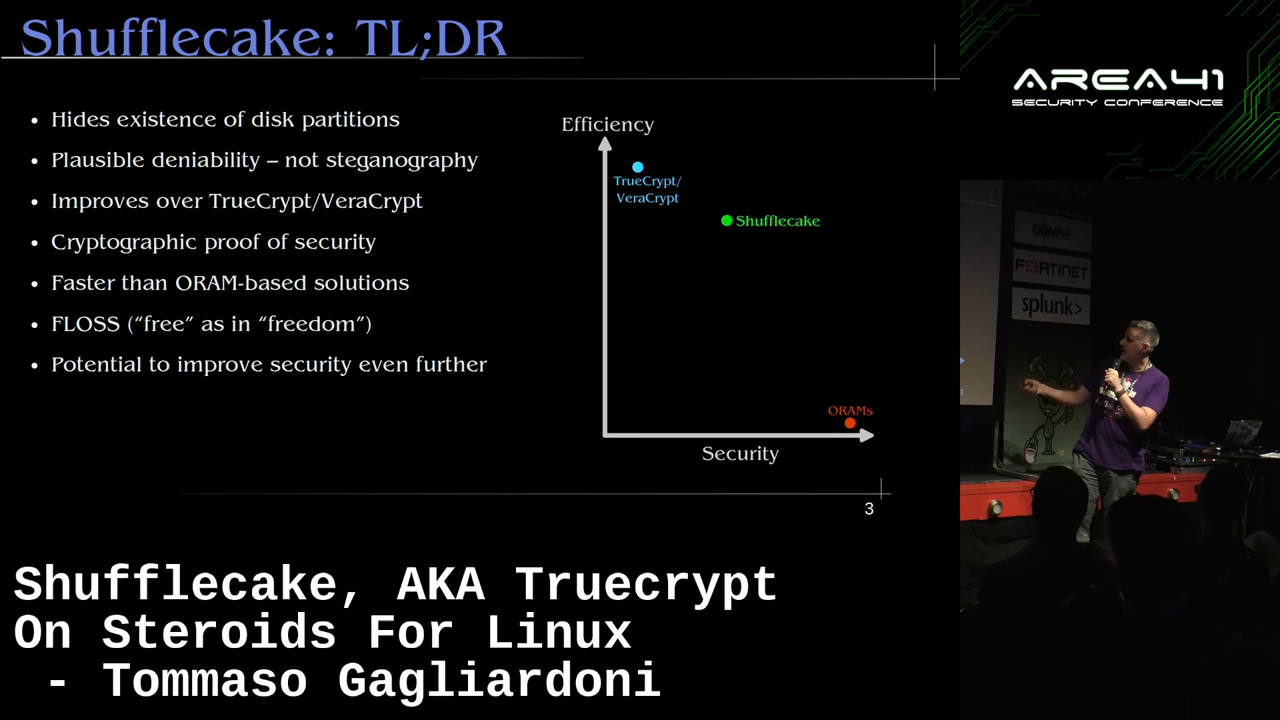 Shufflecake: TL;DR
• Hides existence of disk partitions
• Plausible deniability – not steganography
• Improves over TrueCrypt/VeraCrypt
• Cryptographic proof of security
• Faster than ORAM-based solutions
• FLOSS (“free” as in “freedom”)
• Potential to improve security even further
Efficiency
TrueCrypt/
VeraCrypt
Shufflecake
ORAMs
Security
3
AREA41
SECURITY CONFERENCE
FORTINET
splunk>
Shufflecake, AKA Truecrypt
On Steroids For Linux
- Tommaso Gagliardoni